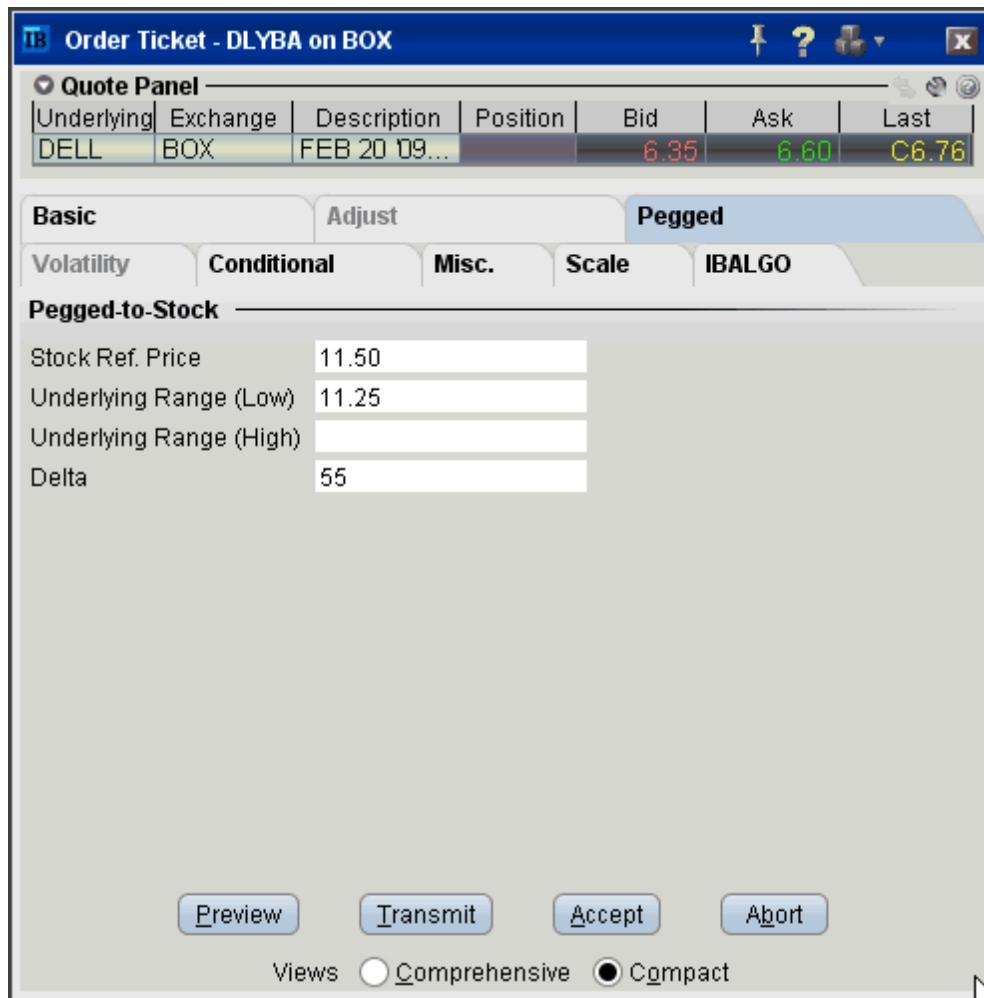 IB Order Ticket - DLYBA on BOX ?
Quote Panel
Underlying Exchange Description Position Bid Ask Last
DELL BOX FEB 20 '09... 6.35 6.60 C6.76
Basic Adjust Pegged
Volatility Conditional Misc. Scale IBALGO
Pegged-to-Stock
Stock Ref. Price 11.50
Underlying Range (Low) 11.25
Underlying Range (High)
Delta 55
Preview Transmit Accept Abort
Views Comprehensive Compact